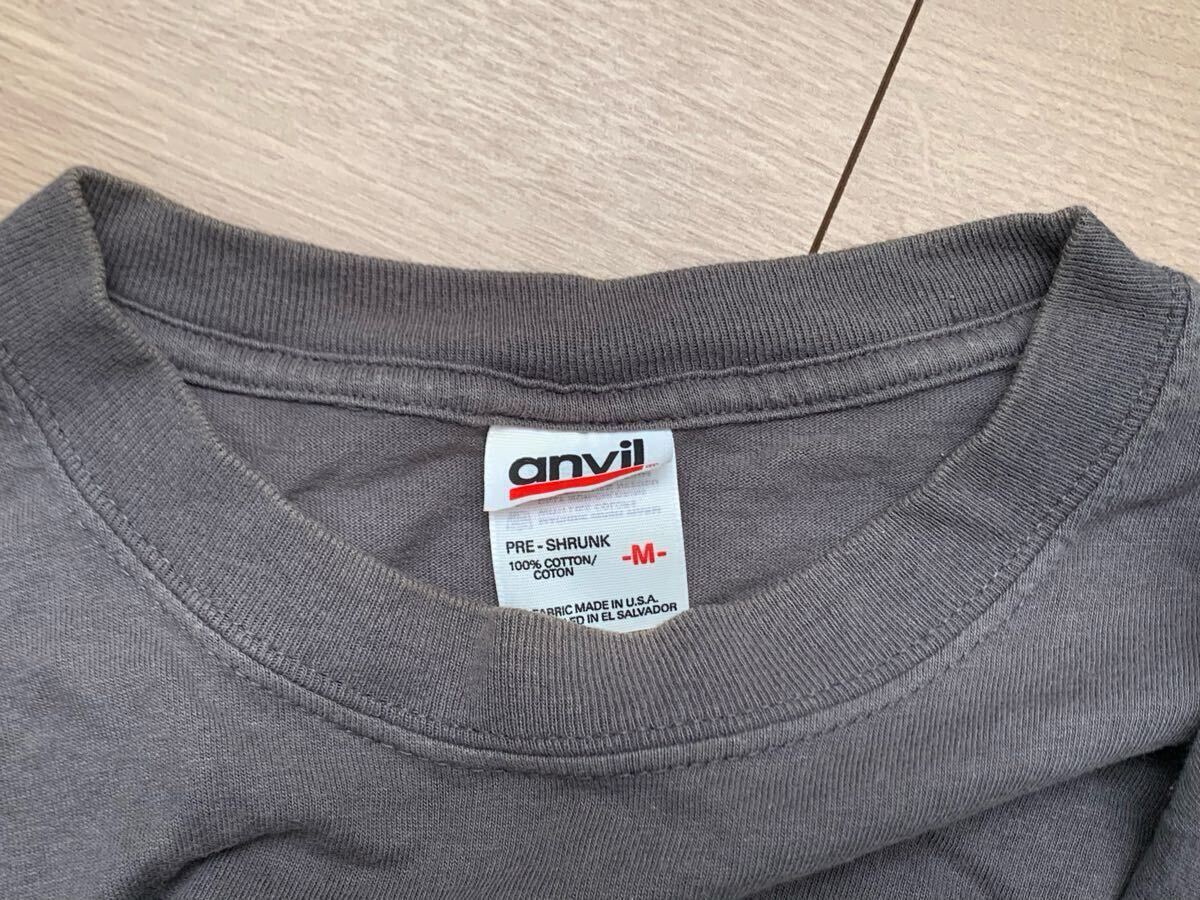 anvil
PRE - SHRUNK
-M-
100% COTTON/
COTON
FABRIC MADE IN U.S.A.
IN EL SALVADOR